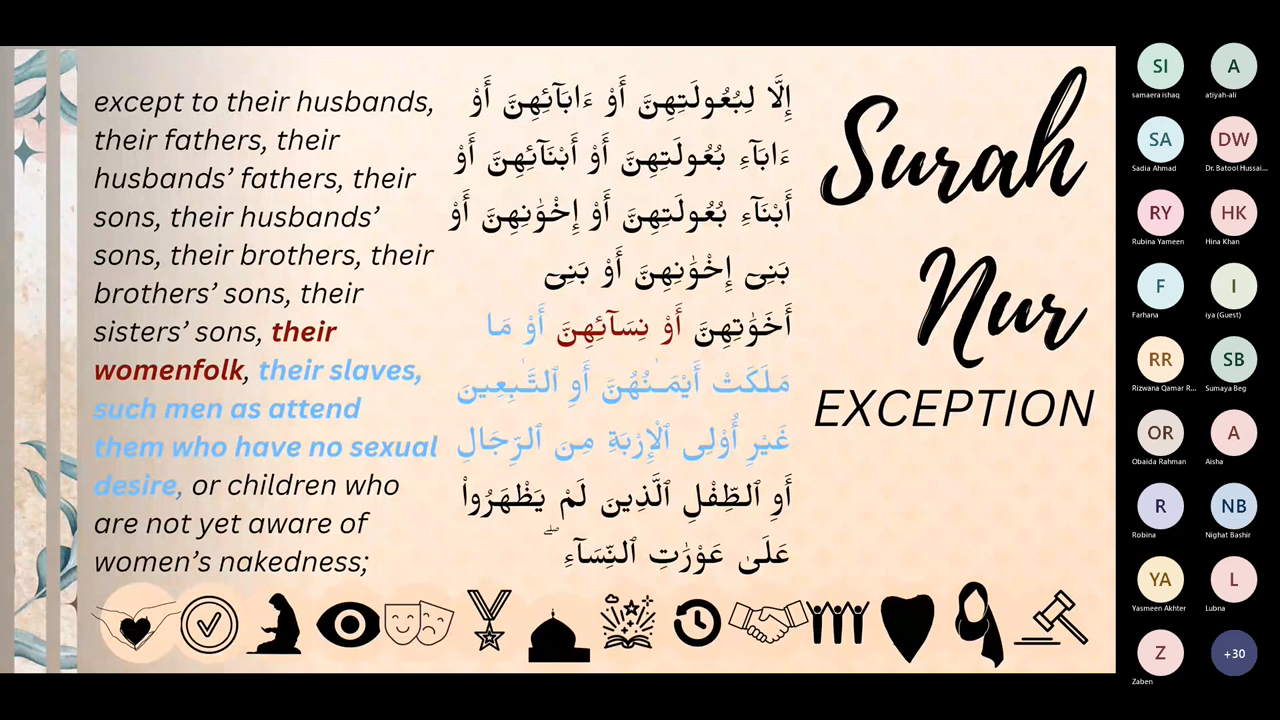 except to their husbands,
their fathers, their
husbands’ fathers, their
sons, their husbands’
sons, their brothers, their
brothers’ sons, their
sisters’ sons, their
womenfolk, their slaves,
such men as attend
them who have no sexual
desire, or children who
are not yet aware of
women’s nakedness;
إِلَّا لِبُعُولَتِهِنَّ أَوْ ءَابَآئِهِنَّ أَوْ
ءَابَآءِ بُعُولَتِهِنَّ أَوْ أَبْنَآئِهِنَّ أَوْ
أَبْنَآءِ بُعُولَتِهِنَّ أَوْ إِخْوَٰنِهِنَّ أَوْ
بَنِىٓ إِخْوَٰنِهِنَّ أَوْ بَنِىٓ
أَخَوَٰتِهِنَّ أَوْ نِسَآئِهِنَّ أَوْ مَا
مَلَكَتْ أَيْمَـٰنُهُنَّ أَوِ ٱلتَّـٰبِعِينَ
غَيْرِ أُو۟لِى ٱلْإِرْبَةِ مِنَ ٱلرِّجَالِ
أَوِ ٱلطِّفْلِ ٱلَّذِينَ لَمْ يَظْهَرُوا۟
عَلَىٰ عَوْرَٰتِ ٱلنِّسَآءِ ۖ
Surah
Nur
EXCEPTION
SI
samaera ishaq
A
atiyah-ali
SA
Sadia Ahmad
DW
Dr. Batool Hussai...
RY
Rubina Yameen
HK
Hina Khan
F
Farhana
I
iya (Guest)
RR
Rizwana Qamar R...
SB
Sumaya Beg
OR
Obaida Rahman
A
Aisha
R
Robina
NB
Nighat Bashir
YA
Yasmeen Akhter
L
Lubna
Z
Zaben
+30